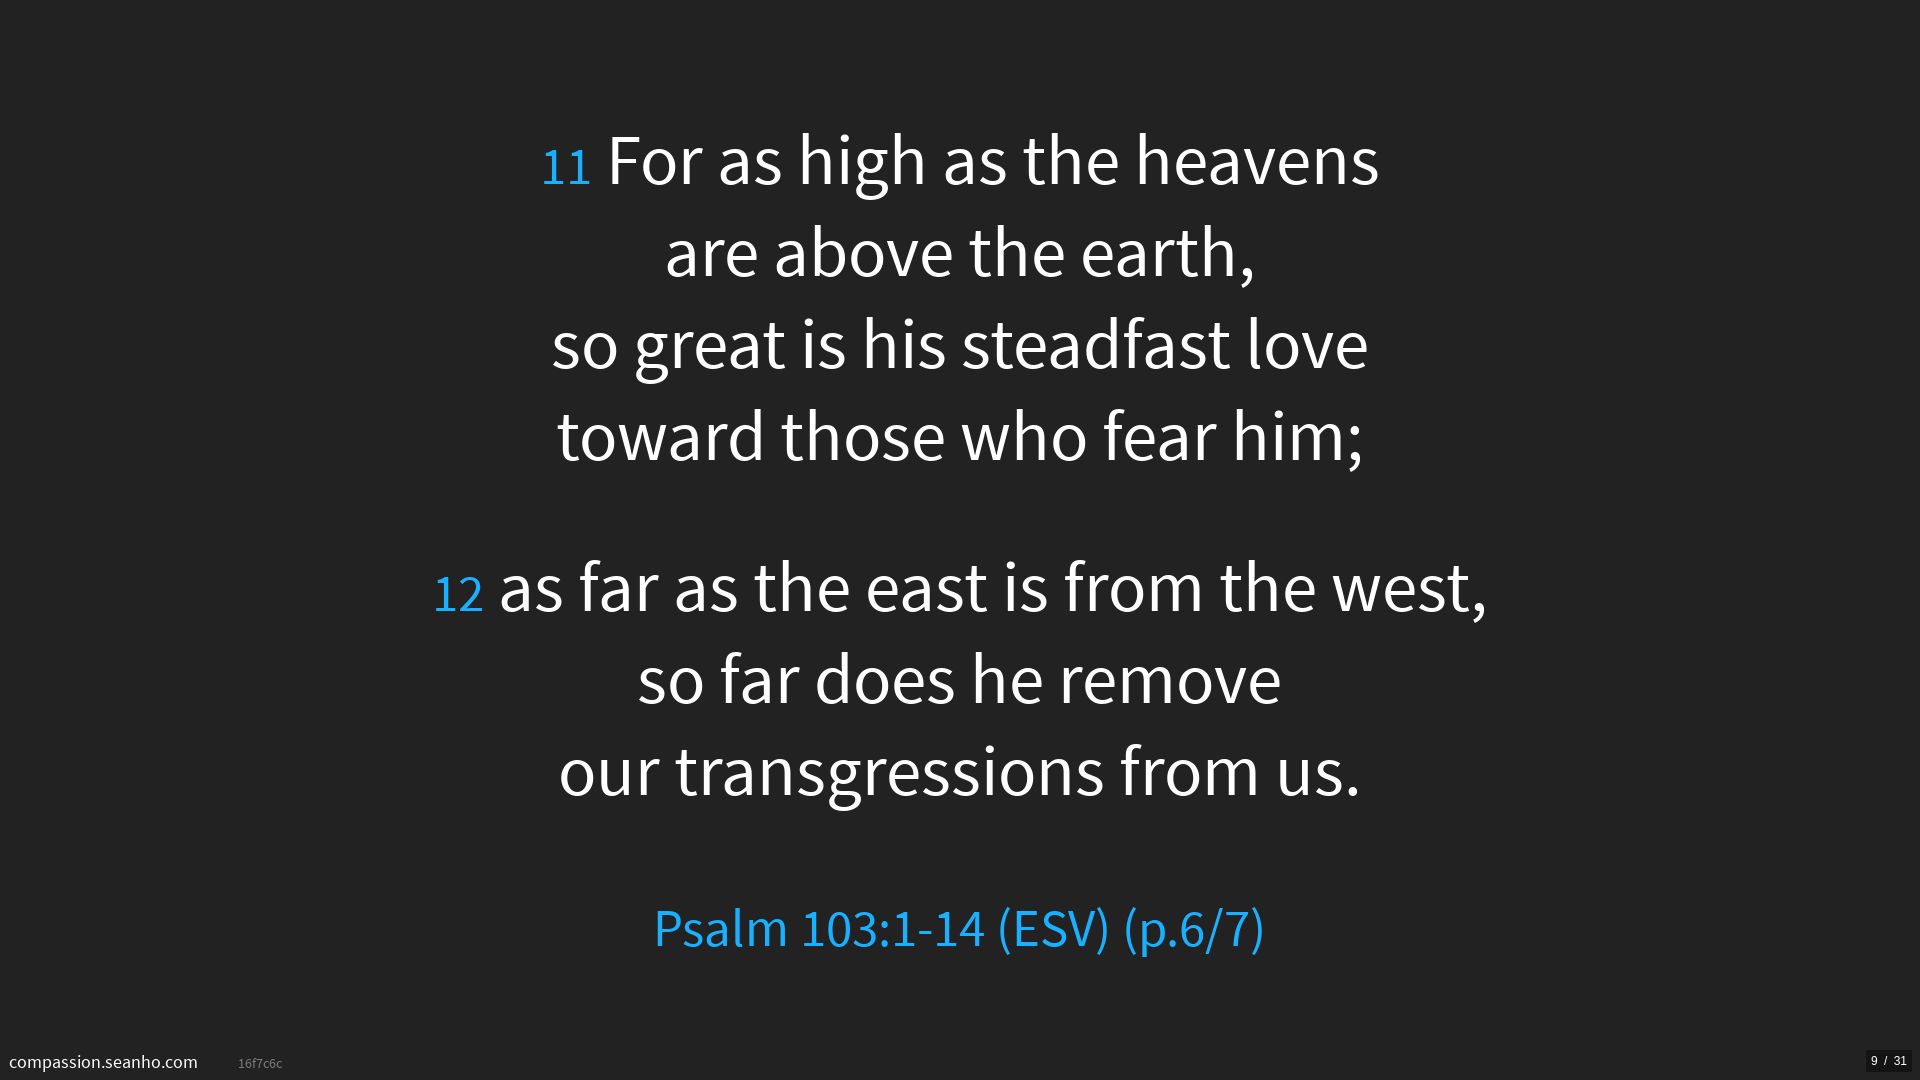 11 For as high as the heavens
are above the earth,
so great is his steadfast love
toward those who fear him;
12 as far as the east is from the west,
so far does he remove
our transgressions from us.
Psalm 103:1-14 (ESV) (p.6/7)
compassion.seanho.com 16f7c6c 9 / 31